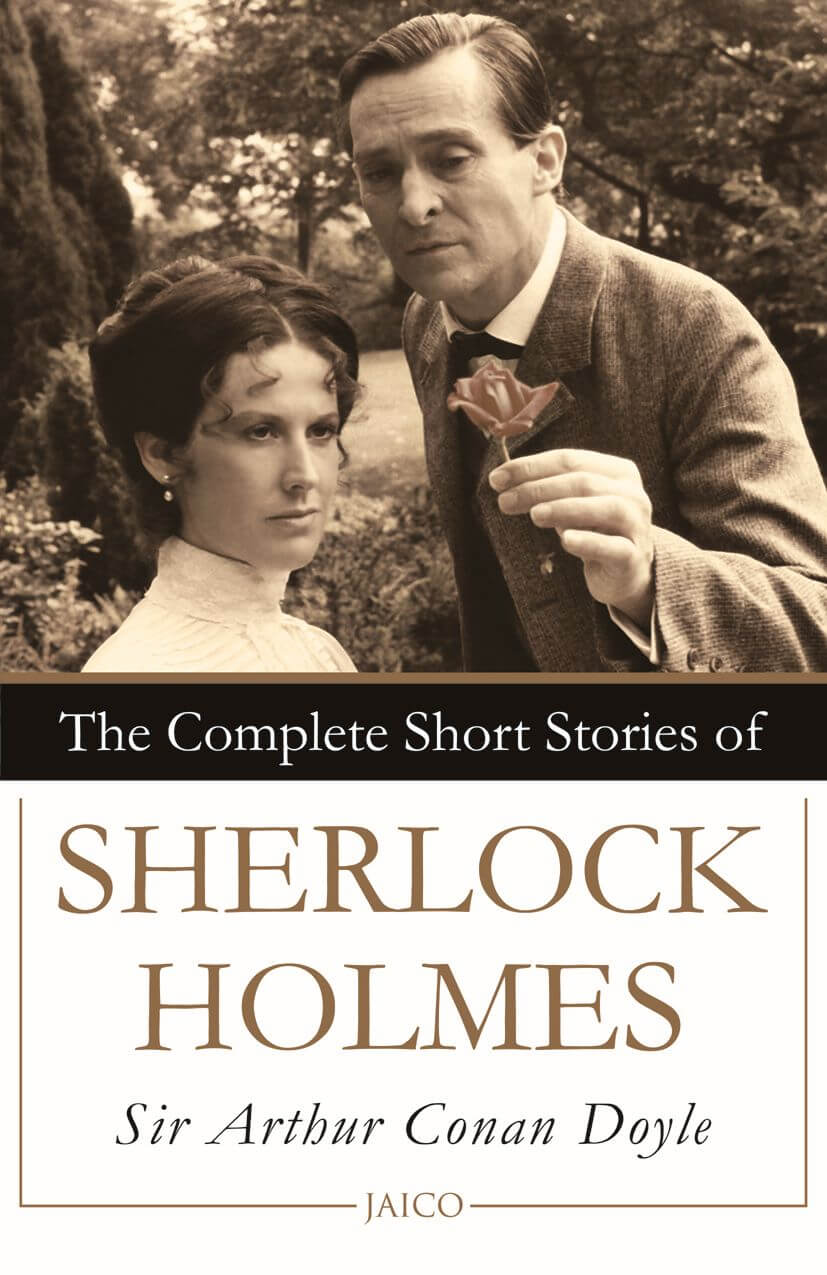 The Complete Short Stories of
SHERLOCK
HOLMES
Sir Arthur Conan Doyle
JAICO